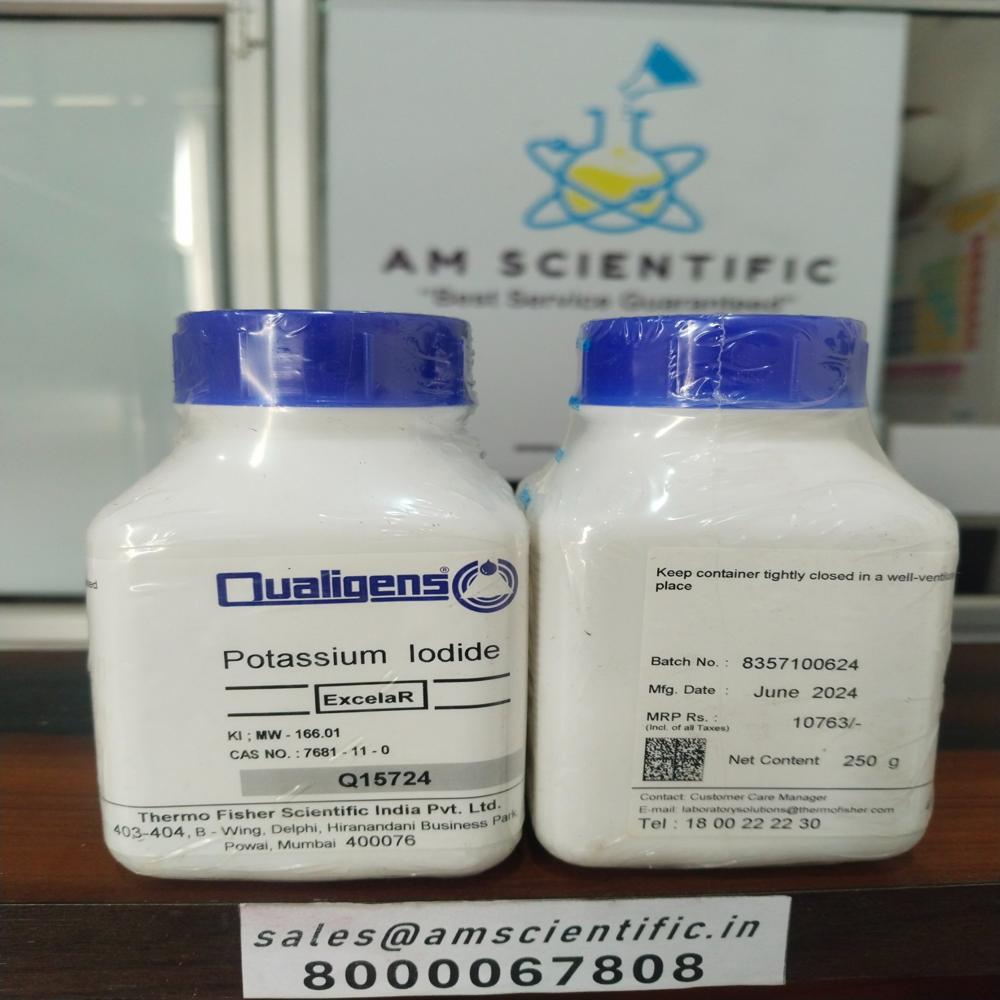 AM SCIENTIFIC
"Best Service Guaranteed"
Qualigens®
Potassium Iodide
ExcelaR
KI ; MW - 166.01
CAS NO. : 7681 - 11 - 0
Q15724
Thermo Fisher Scientific India Pvt. Ltd.
403-404, B - Wing, Delphi, Hiranandani Business Park
Powai, Mumbai 400076
Keep container tightly closed in a
place
Batch No. : 8357100624
Mfg. Date : June 2024
MRP Rs. : 10763/-
(Incl. of all Taxes)
Net Content 250 g
Contact: Customer Care Manager
E-mail: laboratorysolutions@thermofisher.com
Tel : 18 00 22 22 30
sales@amscientific.in
8000067808